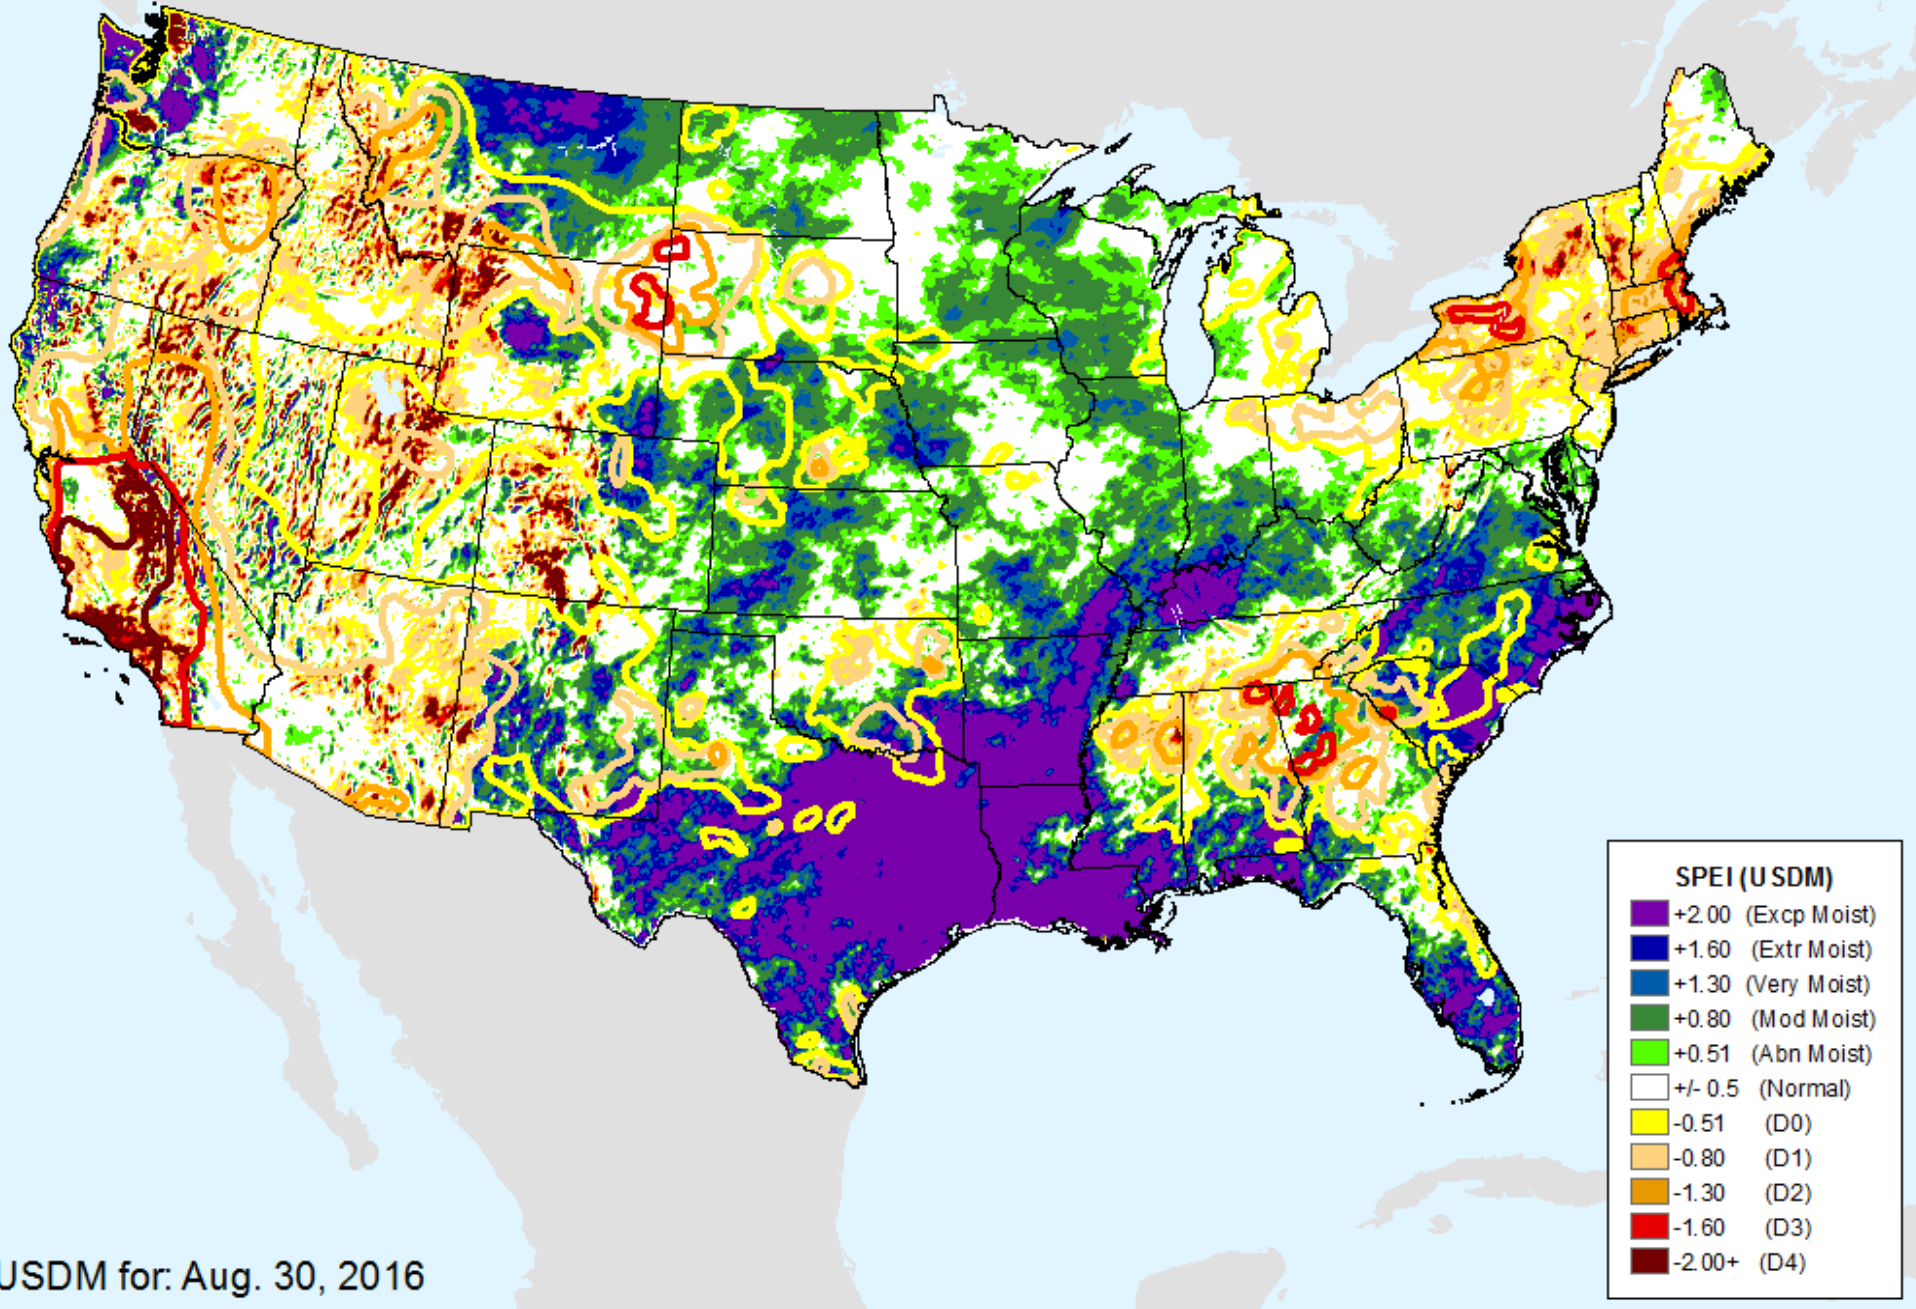 SPEI (USDM)
+2.00 (Excp Moist)
+1.60 (Extr Moist)
+1.30 (Very Moist)
+0.80 (Mod Moist)
+0.51 (Abn Moist)
+/- 0.5 (Normal)
-0.51 (D0)
-0.80 (D1)
-1.30 (D2)
-1.60 (D3)
-2.00+ (D4)
USDM for: Aug. 30, 2016